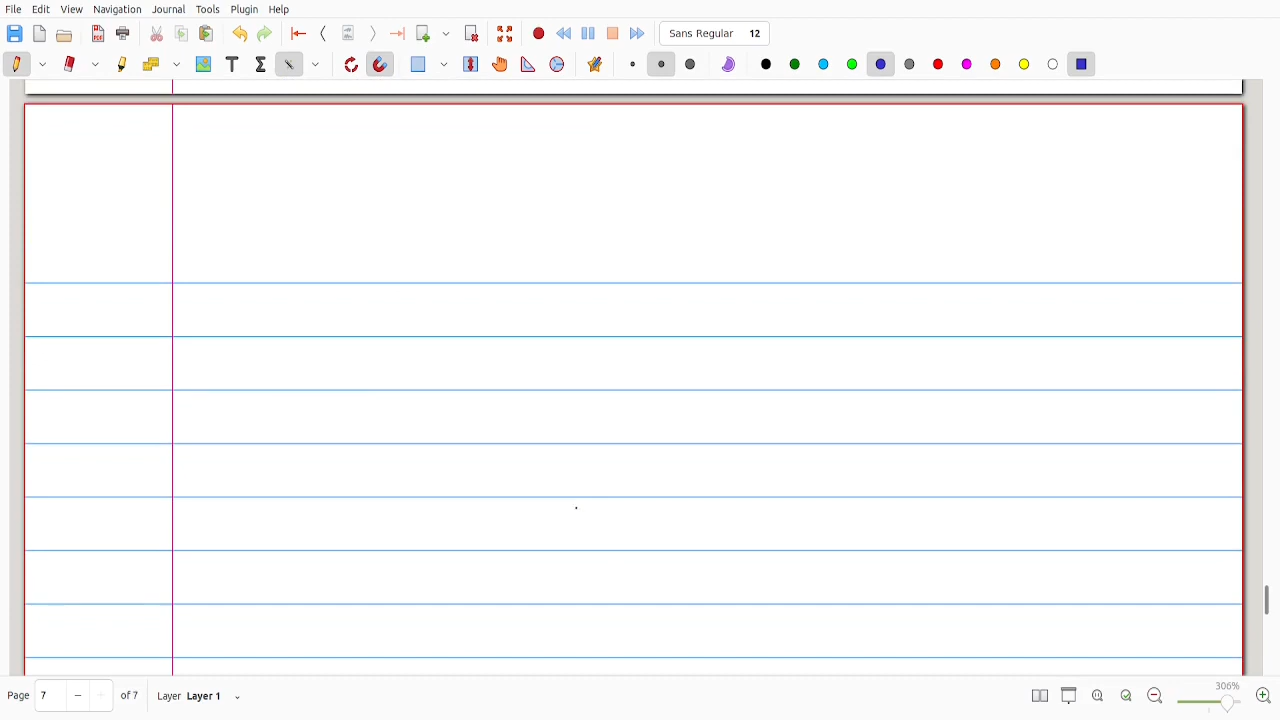 File Edit View Navigation Journal Tools Plugin Help
Sans Regular 12
Page 7 of 7 Layer Layer 1
306%